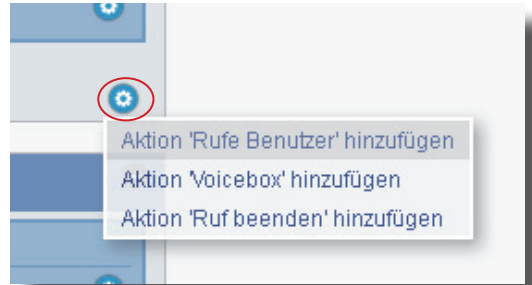 Aktion 'Rufe Benutzer' hinzufügen
Aktion 'Voicebox' hinzufügen
Aktion 'Ruf beenden' hinzufügen